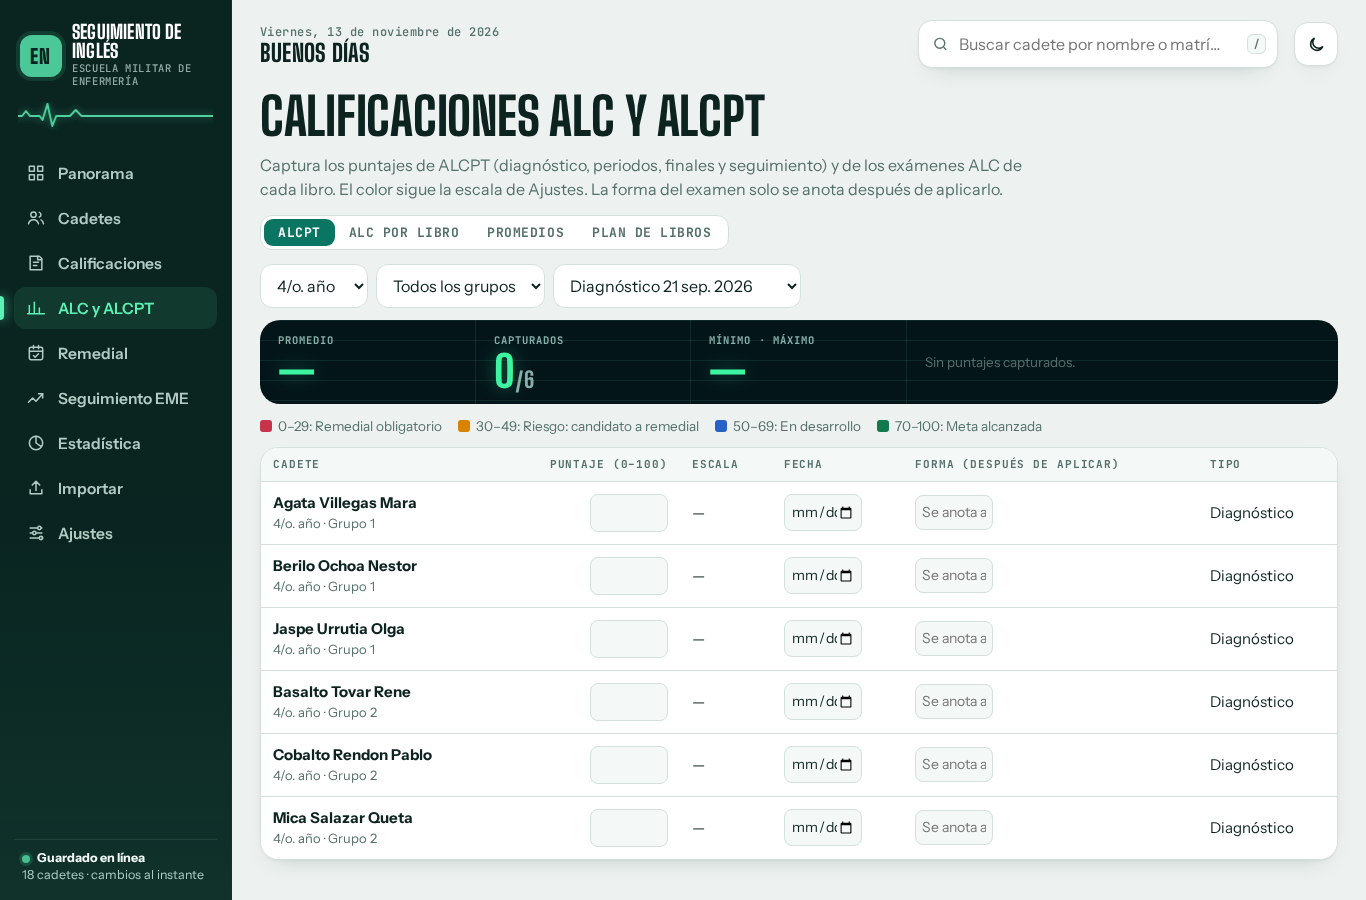 EN
SEGUIMIENTO DE
INGLÉS
ESCUELA MILITAR DE
ENFERMERÍA
Panorama
Cadetes
Calificaciones
ALC y ALCPT
Remedial
Seguimiento EME
Estadística
Importar
Ajustes
Guardado en línea
18 cadetes · cambios al instante
Viernes, 13 de noviembre de 2026
BUENOS DÍAS
Buscar cadete por nombre o matrí... /
CALIFICACIONES ALC Y ALCPT
Captura los puntajes de ALCPT (diagnóstico, periodos, finales y seguimiento) y de los exámenes ALC de
cada libro. El color sigue la escala de Ajustes. La forma del examen solo se anota después de aplicarlo.
ALCPT ALC POR LIBRO PROMEDIOS PLAN DE LIBROS
4/o. año Todos los grupos Diagnóstico 21 sep. 2026
PROMEDIO CAPTURADOS MÍNIMO · MÁXIMO
— 0/6 — Sin puntajes capturados.
0–29: Remedial obligatorio 30–49: Riesgo: candidato a remedial 50–69: En desarrollo 70–100: Meta alcanzada
CADETE PUNTAJE (0–100) ESCALA FECHA FORMA (DESPUÉS DE APLICAR) TIPO
Agata Villegas Mara
4/o. año · Grupo 1
— mm/dd Se anota a Diagnóstico
Berilo Ochoa Nestor
4/o. año · Grupo 1
— mm/dd Se anota a Diagnóstico
Jaspe Urrutia Olga
4/o. año · Grupo 1
— mm/dd Se anota a Diagnóstico
Basalto Tovar Rene
4/o. año · Grupo 2
— mm/dd Se anota a Diagnóstico
Cobalto Rendon Pablo
4/o. año · Grupo 2
— mm/dd Se anota a Diagnóstico
Mica Salazar Queta
4/o. año · Grupo 2
— mm/dd Se anota a Diagnóstico